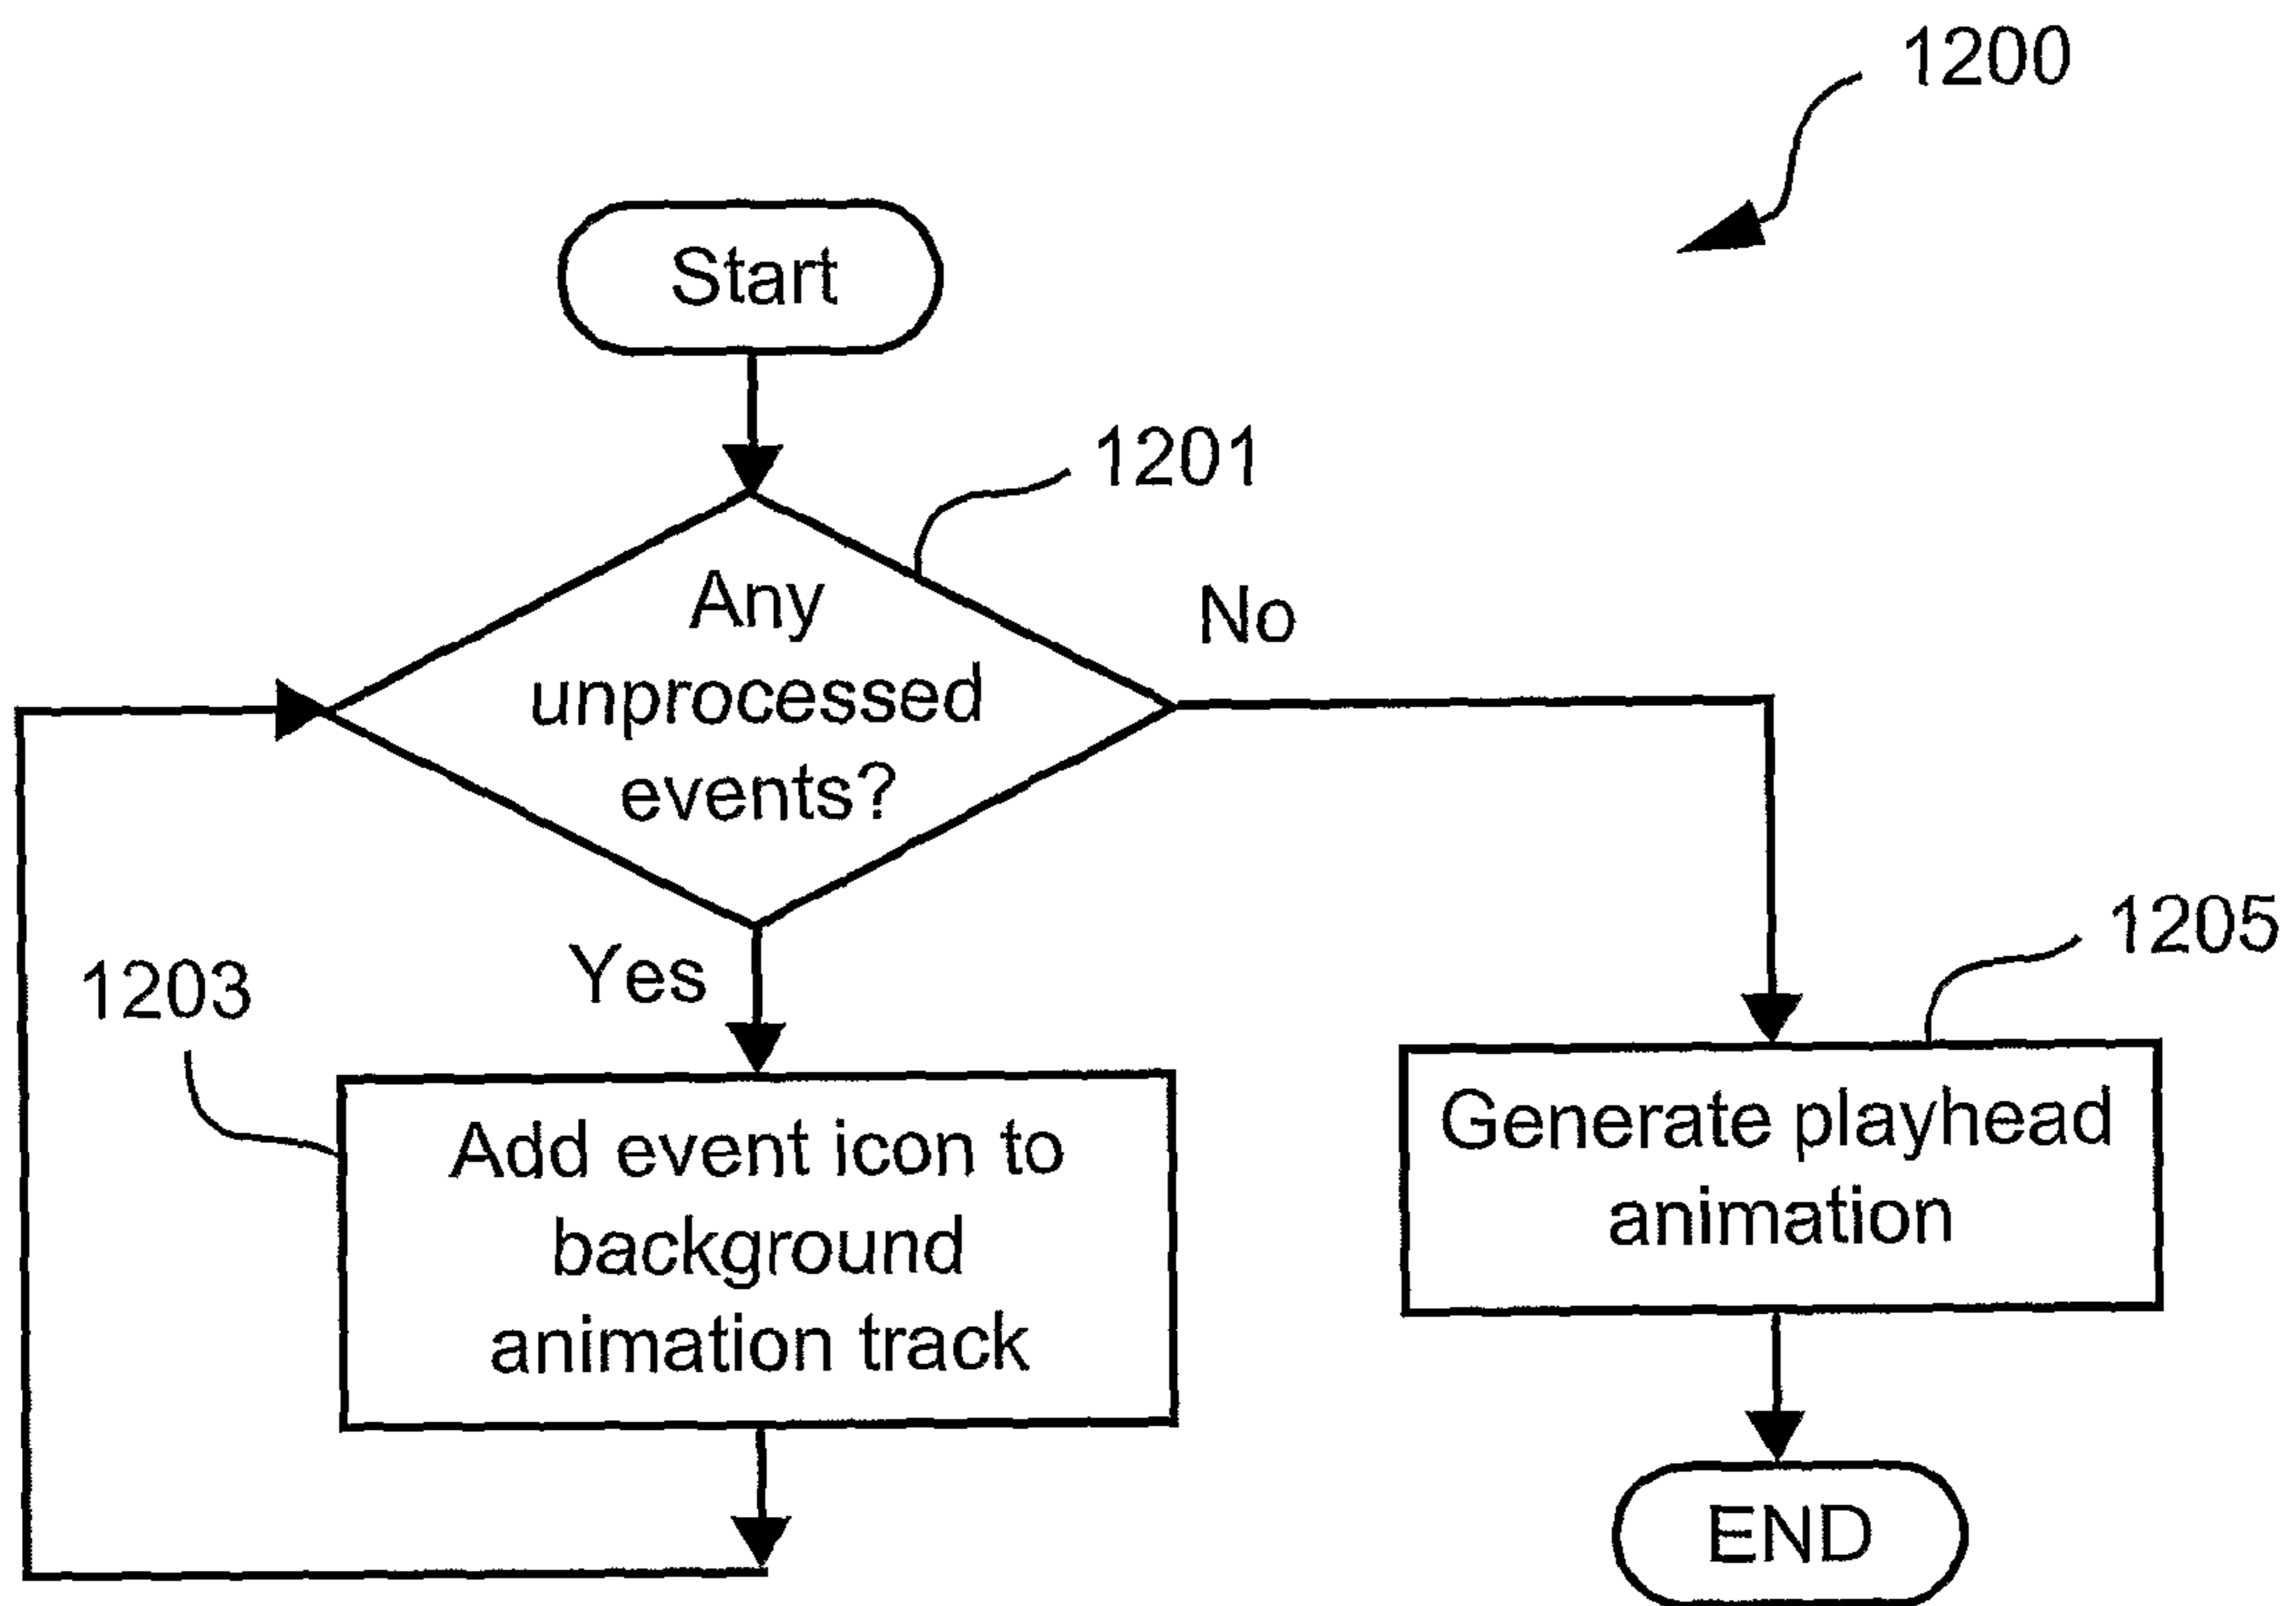 1200
Start
1201
Any
unprocessed
events?
No
Yes
1203
Add event icon to
background
animation track
1205
Generate playhead
animation
END